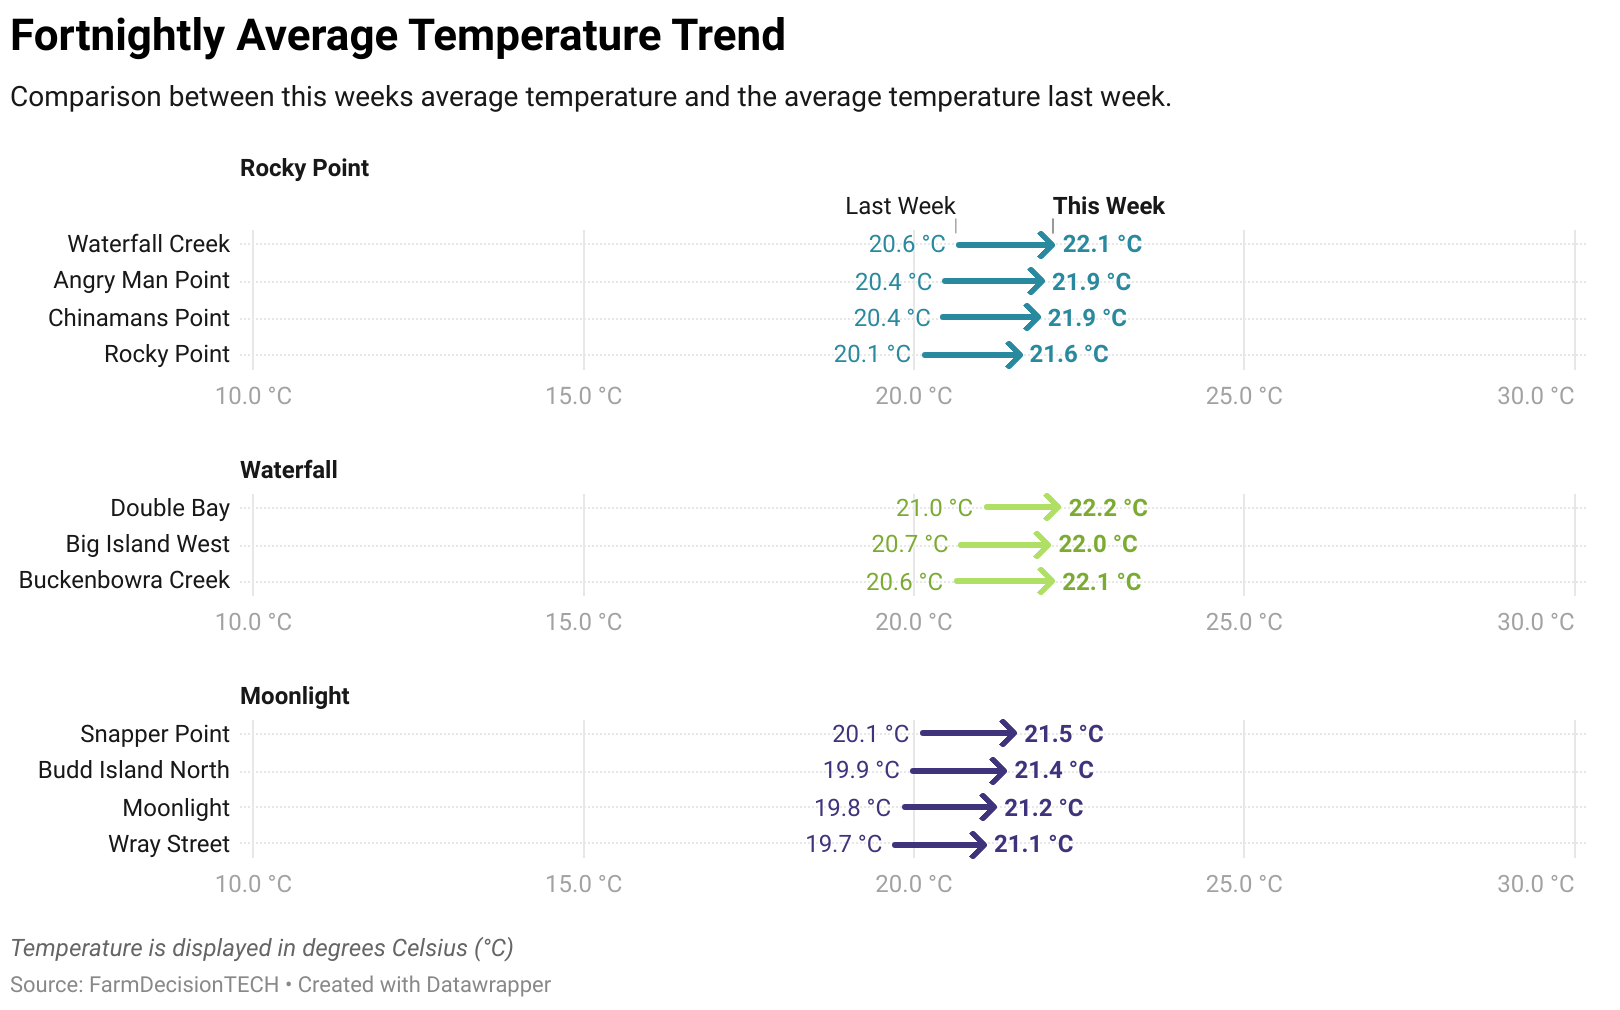 Fortnightly Average Temperature Trend
Comparison between this weeks average temperature and the average temperature last week.
Rocky Point
Last Week This Week
Waterfall Creek 20.6 °C 22.1 °C
Angry Man Point 20.4 °C 21.9 °C
Chinamans Point 20.4 °C 21.9 °C
Rocky Point 20.1 °C 21.6 °C
10.0 °C 15.0 °C 20.0 °C 25.0 °C 30.0 °C
Waterfall
Double Bay 21.0 °C 22.2 °C
Big Island West 20.7 °C 22.0 °C
Buckenbowra Creek 20.6 °C 22.1 °C
10.0 °C 15.0 °C 20.0 °C 25.0 °C 30.0 °C
Moonlight
Snapper Point 20.1 °C 21.5 °C
Budd Island North 19.9 °C 21.4 °C
Moonlight 19.8 °C 21.2 °C
Wray Street 19.7 °C 21.1 °C
10.0 °C 15.0 °C 20.0 °C 25.0 °C 30.0 °C
Temperature is displayed in degrees Celsius (°C)
Source: FarmDecisionTECH • Created with Datawrapper